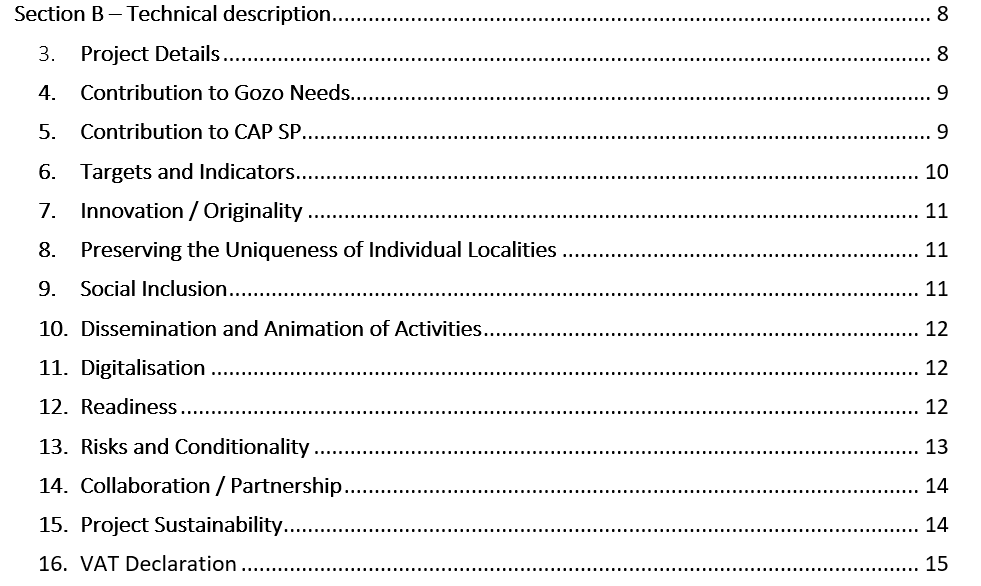 Section B – Technical description.................................................................................................... 8
3. Project Details.................................................................................................................... 8
4. Contribution to Gozo Needs............................................................................................... 9
5. Contribution to CAP SP....................................................................................................... 9
6. Targets and Indicators...................................................................................................... 10
7. Innovation / Originality .................................................................................................... 11
8. Preserving the Uniqueness of Individual Localities .......................................................... 11
9. Social Inclusion................................................................................................................. 11
10. Dissemination and Animation of Activities....................................................................... 12
11. Digitalisation .................................................................................................................... 12
12. Readiness......................................................................................................................... 12
13. Risks and Conditionality ................................................................................................... 13
14. Collaboration / Partnership.............................................................................................. 14
15. Project Sustainability........................................................................................................ 14
16. VAT Declaration ............................................................................................................... 15